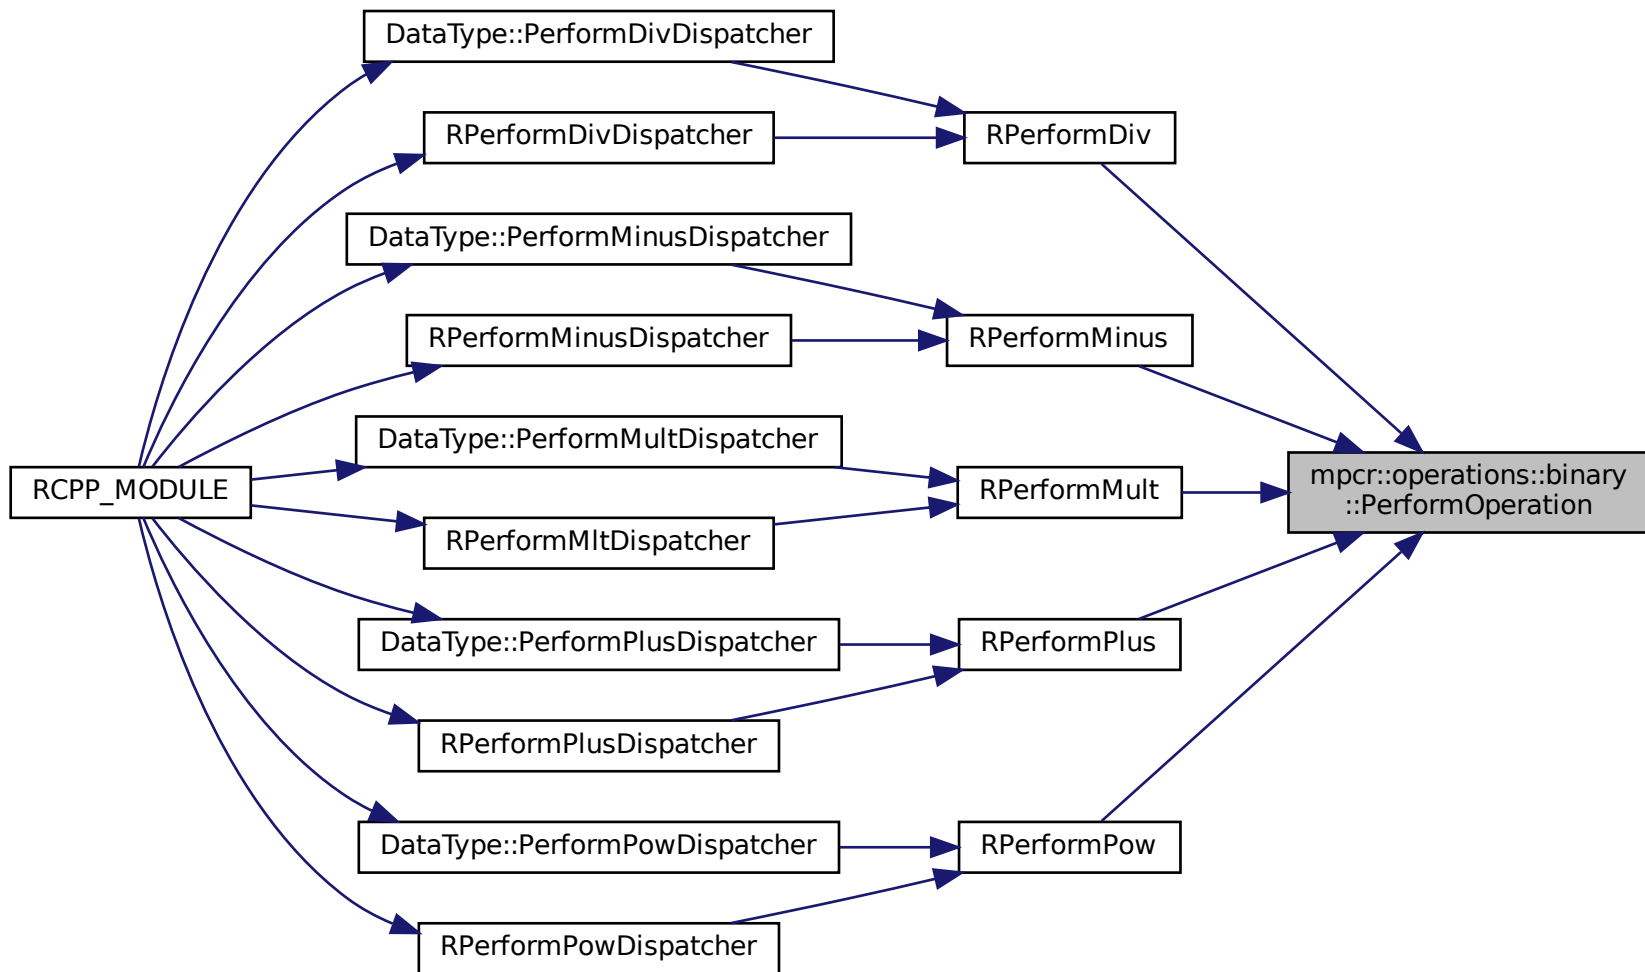 DataType::PerformDivDispatcher
RPerformDivDispatcher
RPerformDiv
DataType::PerformMinusDispatcher
RPerformMinusDispatcher
RPerformMinus
DataType::PerformMultDispatcher
RCPP_MODULE
RPerformMult
mpcr::operations::binary
::PerformOperation
RPerformMltDispatcher
DataType::PerformPlusDispatcher
RPerformPlus
RPerformPlusDispatcher
DataType::PerformPowDispatcher
RPerformPow
RPerformPowDispatcher